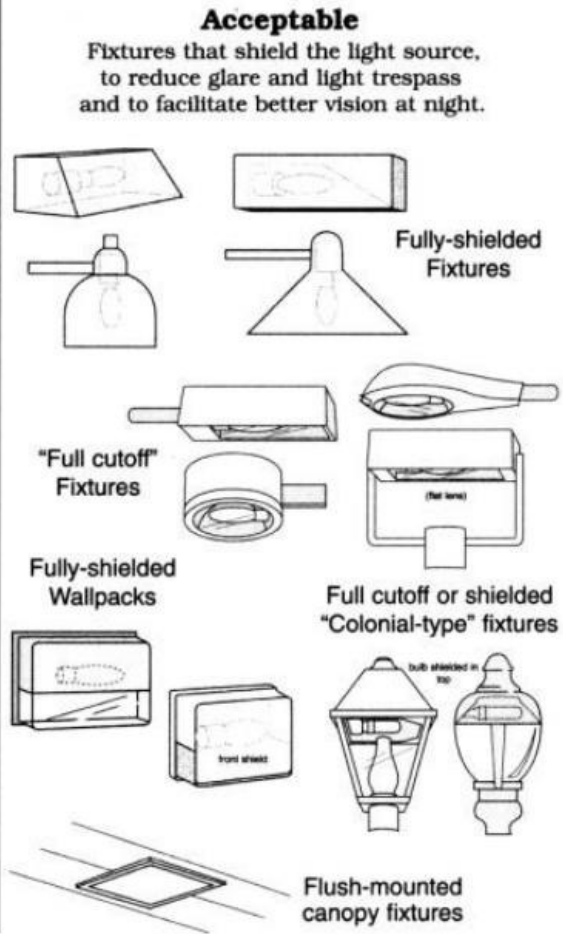 Acceptable
Fixtures that shield the light source,
to reduce glare and light trespass
and to facilitate better vision at night.
Fully-shielded
Fixtures
"Full cutoff"
Fixtures
(flat lens)
Fully-shielded
Wallpacks
Full cutoff or shielded
"Colonial-type" fixtures
bulb shielded in
top
front shield
Flush-mounted
canopy fixtures